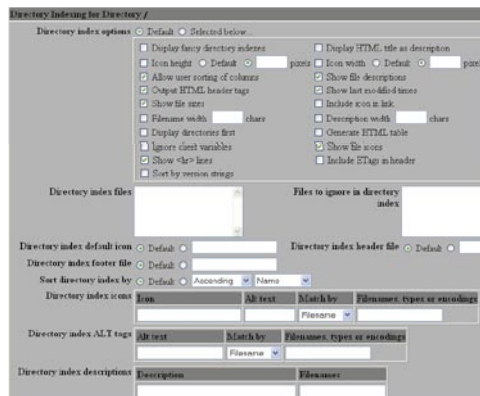 Directory Indexing for Directory /
Directory index options Default Selected below...
Display fancy directory indexes Display HTML title as description
Icon height Default pixels Icon width Default pixel
Allow user sorting of columns Show file descriptions
Output HTML header tags Show last modified times
Show file sizes Include icon in link
Filename width chars Description width chars
Display directories first Generate HTML table
Ignore client variables Show file icons
Show <hr> lines Include ETags in header
Sort by version strings
Directory index files Files to ignore in directory index
Directory index default icon Default Directory index header file Default
Directory index footer file Default
Sort directory index by Default Ascending Name
Directory index icons Icon Alt text Match by Filenames, types or encodings
Filename
Directory index ALT tags Alt text Match by Filenames, types or encodings
Filename
Directory index descriptions Description Filenames